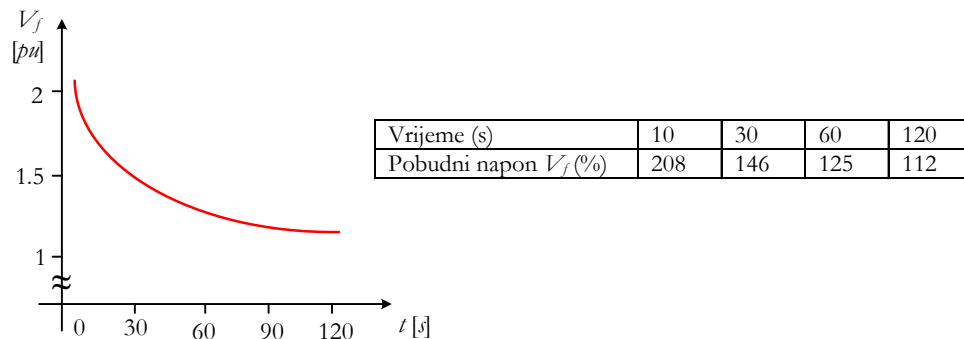 V_f
[pu]
2
1.5
1
≈
0 30 60 90 120
t [s]
Vrijeme (s) 10 30 60 120
Pobudni napon V_f (%) 208 146 125 112